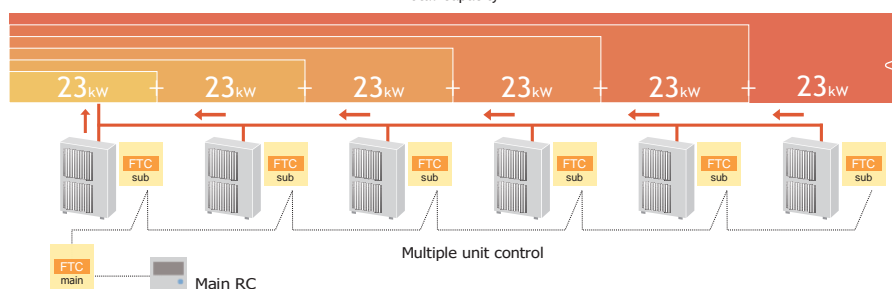 23kW + 23kW + 23kW + 23kW + 23kW + 23kW
FTC sub
FTC sub
FTC sub
FTC sub
FTC sub
FTC sub
Multiple unit control
FTC main
Main RC